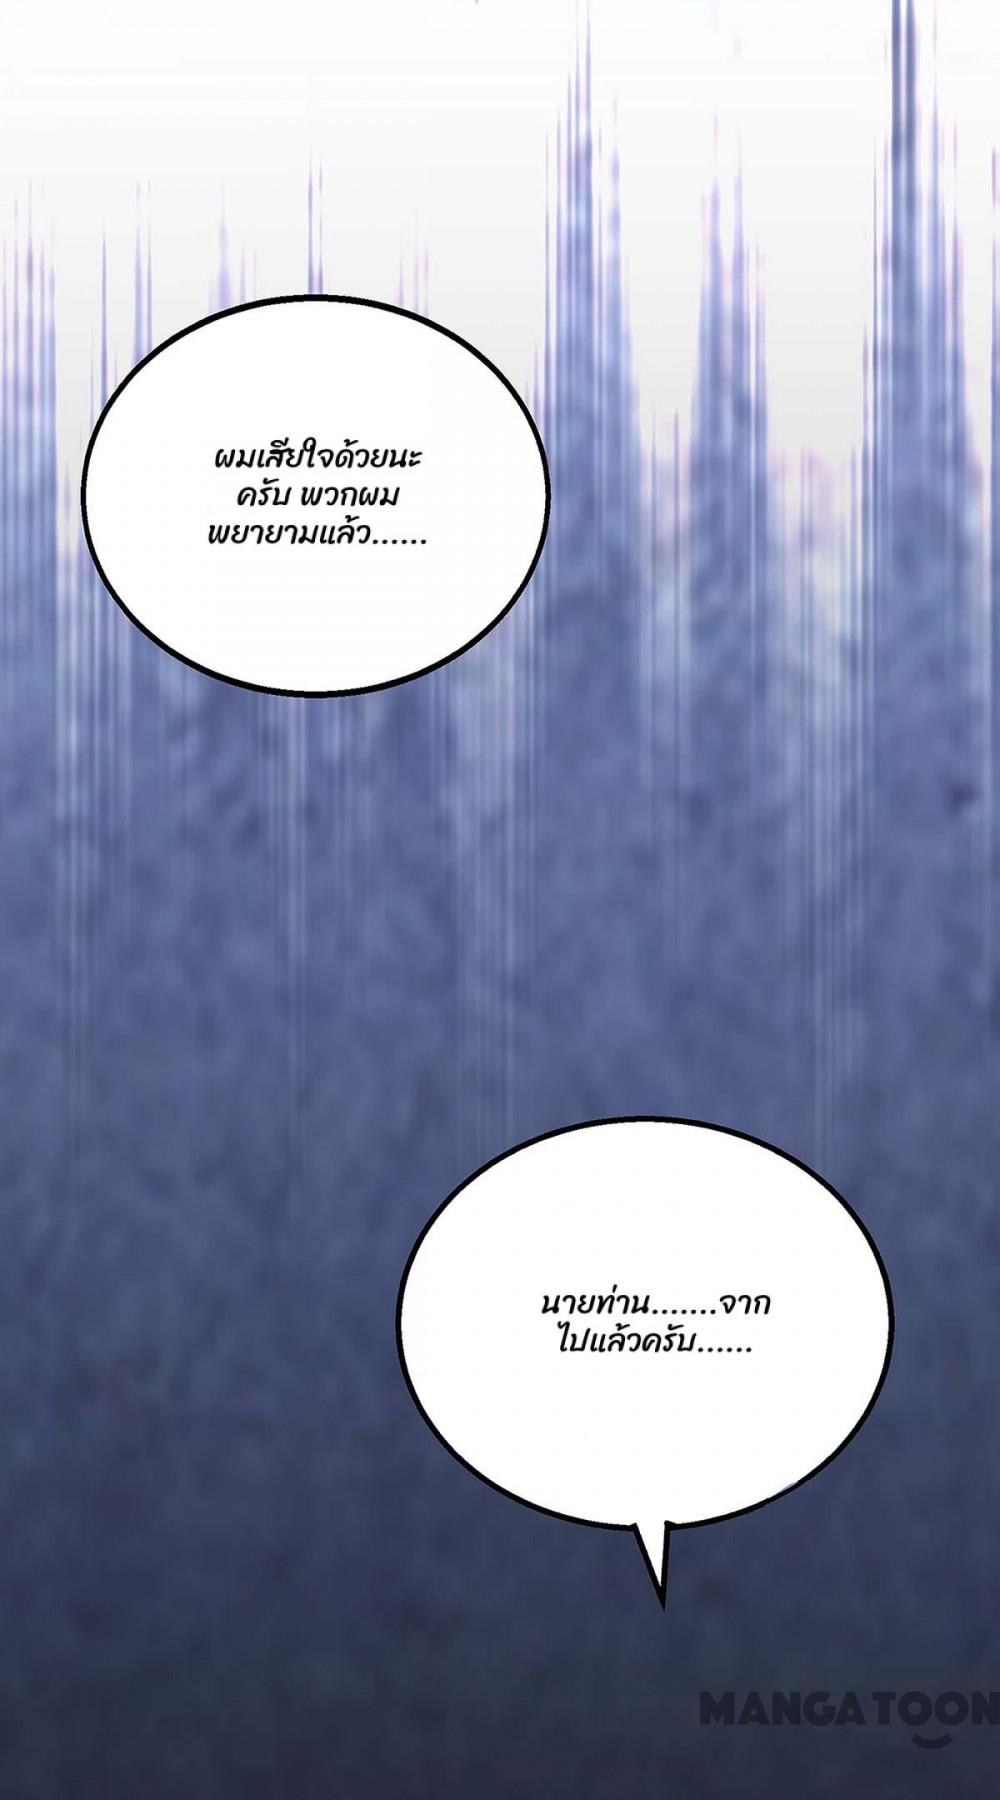 ผมเสียใจด้วยนะ
ครับ พวกผม
พยายามแล้ว......
นายท่าน.......จาก
ไปแล้วครับ......
MANGATOON